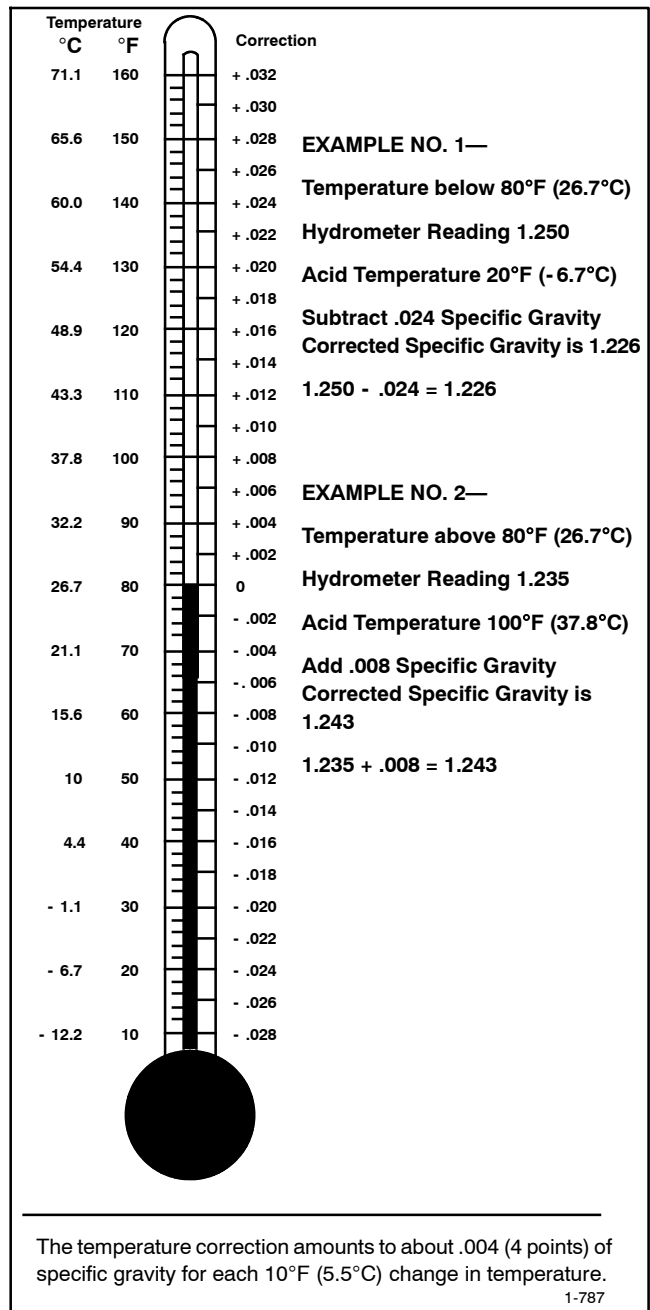 Temperature
°C °F Correction
71.1 160 + .032
+ .030
65.6 150 + .028
+ .026
60.0 140 + .024
+ .022
54.4 130 + .020
+ .018
48.9 120 + .016
+ .014
43.3 110 + .012
+ .010
37.8 100 + .008
+ .006
32.2 90 + .004
+ .002
26.7 80 0
- .002
21.1 70 - .004
-. 006
15.6 60 - .008
- .010
10 50 - .012
- .014
4.4 40 - .016
- .018
- 1.1 30 - .020
- .022
- 6.7 20 - .024
- .026
- 12.2 10 - .028
EXAMPLE NO. 1—
Temperature below 80°F (26.7°C)
Hydrometer Reading 1.250
Acid Temperature 20°F (- 6.7°C)
Subtract .024 Specific Gravity
Corrected Specific Gravity is 1.226
1.250 - .024 = 1.226
EXAMPLE NO. 2—
Temperature above 80°F (26.7°C)
Hydrometer Reading 1.235
Acid Temperature 100°F (37.8°C)
Add .008 Specific Gravity
Corrected Specific Gravity is
1.243
1.235 + .008 = 1.243
The temperature correction amounts to about .004 (4 points) of
specific gravity for each 10°F (5.5°C) change in temperature.
1-787